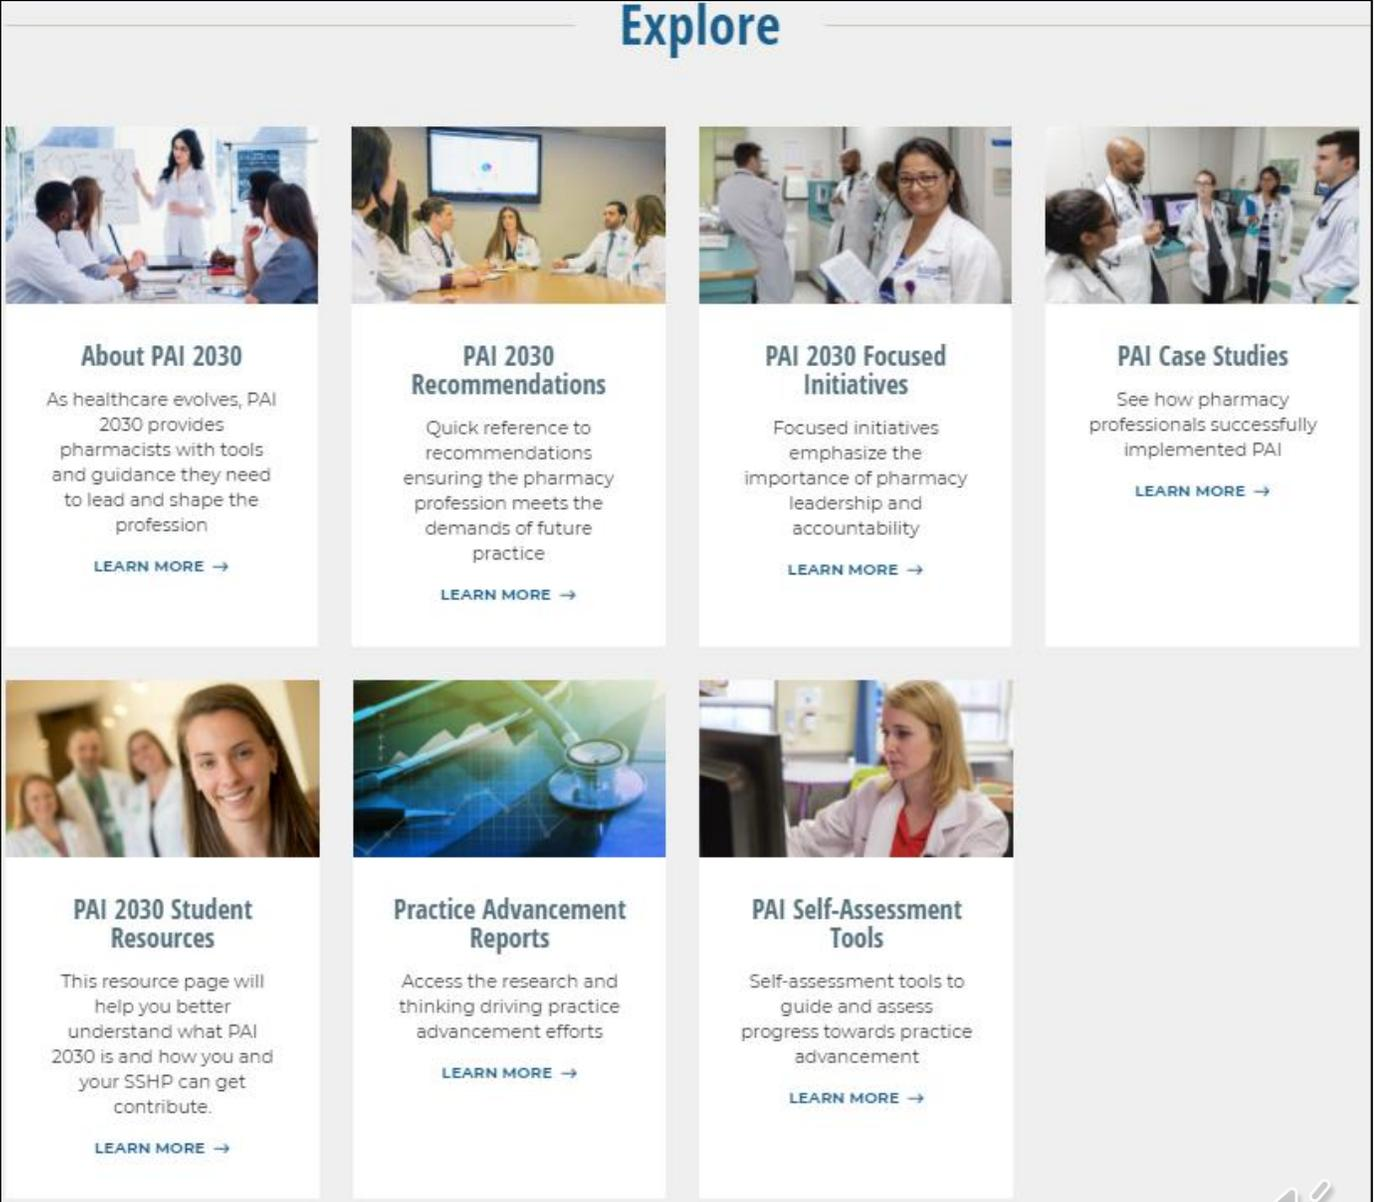 Explore
About PAI 2030
As healthcare evolves, PAI
2030 provides
pharmacists with tools
and guidance they need
to lead and shape the
profession
LEARN MORE →
PAI 2030
Recommendations
Quick reference to
recommendations
ensuring the pharmacy
profession meets the
demands of future
practice
LEARN MORE →
PAI 2030 Focused
Initiatives
Focused initiatives
emphasize the
importance of pharmacy
leadership and
accountability
LEARN MORE →
PAI Case Studies
See how pharmacy
professionals successfully
implemented PAI
LEARN MORE →
PAI 2030 Student
Resources
This resource page will
help you better
understand what PAI
2030 is and how you and
your SSHP can get
contribute.
LEARN MORE →
Practice Advancement
Reports
Access the research and
thinking driving practice
advancement efforts
LEARN MORE →
PAI Self-Assessment
Tools
Self-assessment tools to
guide and assess
progress towards practice
advancement
LEARN MORE →